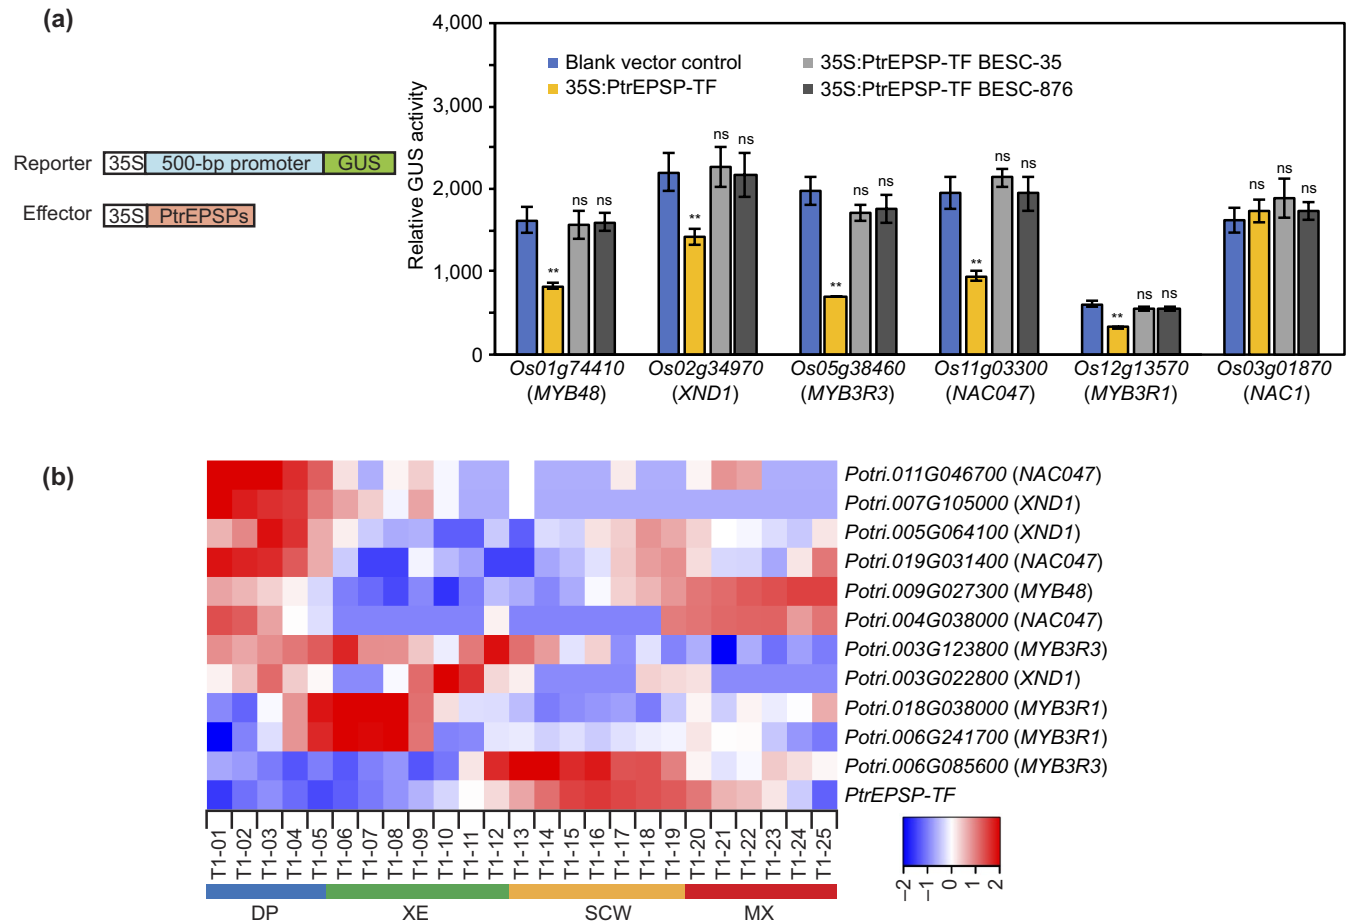 (a)
Reporter 35S 500-bp promoter GUS
Effector 35S PtrEPSPs
Relative GUS activity
4,000
3,000
2,000
1,000
0
Blank vector control
35S:PtrEPSP-TF
35S:PtrEPSP-TF BESC-35
35S:PtrEPSP-TF BESC-876
** ns ns
** ns ns
** ns ns
** ns ns
** ns ns
ns ns ns
Os01g74410 Os02g34970 Os05g38460 Os11g03300 Os12g13570 Os03g01870
(MYB48) (XND1) (MYB3R3) (NAC047) (MYB3R1) (NAC1)
(b)
Potri.011G046700 (NAC047)
Potri.007G105000 (XND1)
Potri.005G064100 (XND1)
Potri.019G031400 (NAC047)
Potri.009G027300 (MYB48)
Potri.004G038000 (NAC047)
Potri.003G123800 (MYB3R3)
Potri.003G022800 (XND1)
Potri.018G038000 (MYB3R1)
Potri.006G241700 (MYB3R1)
Potri.006G085600 (MYB3R3)
PtrEPSP-TF
T1-01 T1-02 T1-03 T1-04 T1-05 T1-06 T1-07 T1-08 T1-09 T1-10 T1-11 T1-12 T1-13 T1-14 T1-15 T1-16 T1-17 T1-18 T1-19 T1-20 T1-21 T1-22 T1-23 T1-24 T1-25
DP XE SCW MX
−2 −1 0 1 2